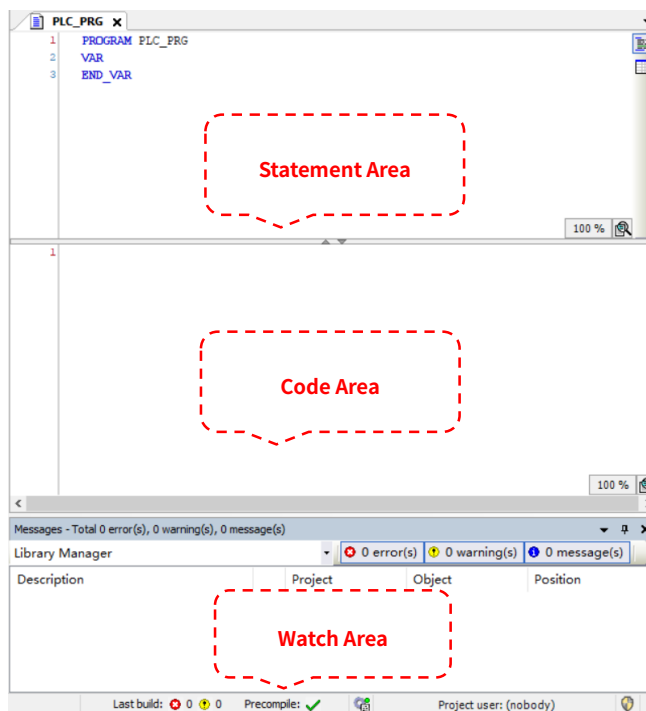 PLC_PRG
1 PROGRAM PLC_PRG
2 VAR
3 END_VAR
Statement Area
100 %
1
Code Area
100 %
Messages - Total 0 error(s), 0 warning(s), 0 message(s)
Library Manager 0 error(s) 0 warning(s) 0 message(s)
Description Project Object Position
Watch Area
Last build: 0 0 Precompile: Project user: (nobody)